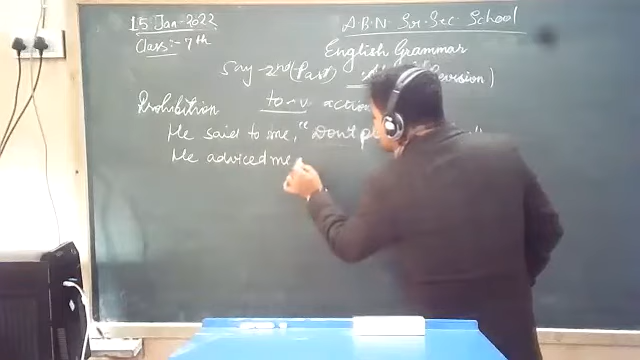 15 Jan-2022
A.B.N. Sr. Sec. School
Class:- 7th
English Grammar
Say-2nd (Past)
to-v
Prohibition
He said to me, "Don't
He adviced me